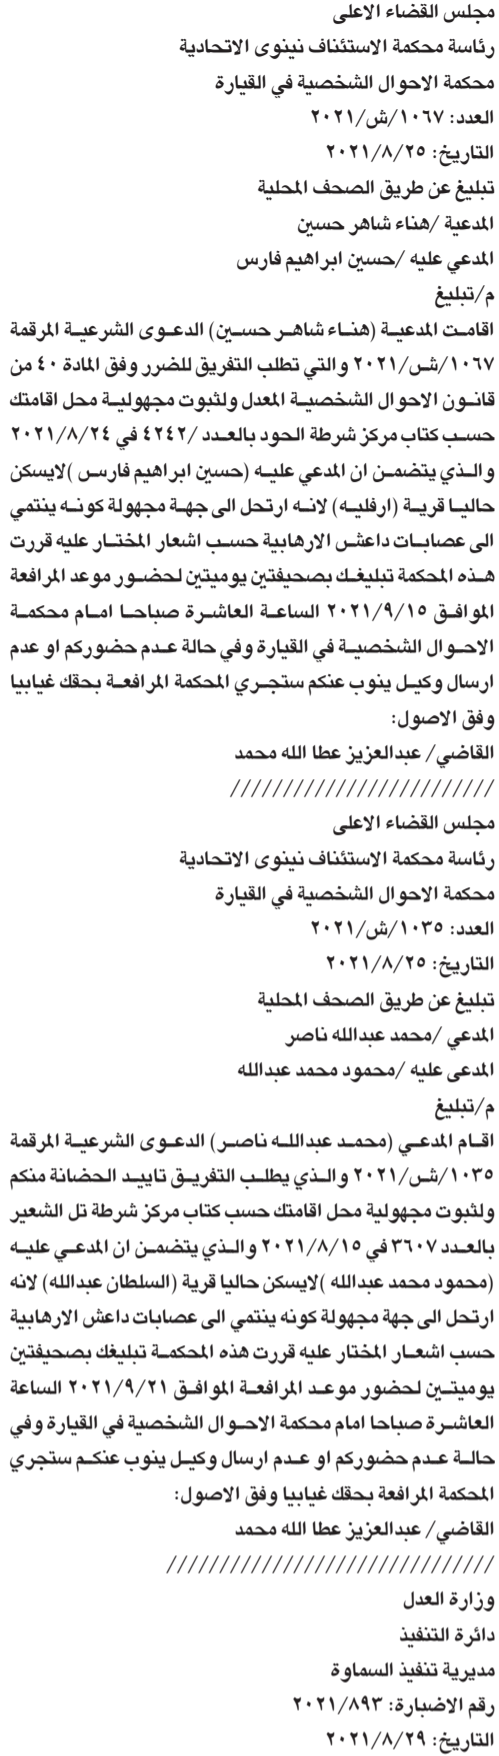 مجلس القضاء الاعلى
رئاسة محكمة الاستئناف نينوى الاتحادية
محكمة الاحوال الشخصية في القيارة
العدد: ١٠٦٧/ش/٢٠٢١
التاريخ: ٢٠٢١/٨/٢٥
تبليغ عن طريق الصحف المحلية
المدعية /هناء شاهر حسين
المدعي عليه /حسين ابراهيم فارس
م/تبليغ
اقامت المدعية (هناء شاهر حسين) الدعوى الشرعية المرقمة
١٠٦٧/ش/٢٠٢١ والتي تطلب التفريق للضرر وفق المادة ٤٠ من
قانون الاحوال الشخصية المعدل ولثبوت مجهولية محل اقامتك
حسب كتاب مركز شرطة الحود بالعدد /٤٢٤٢ في ٢٠٢١/٨/٢٤
والذي يتضمن ان المدعي عليه (حسين ابراهيم فارس )لايسكن
حاليا قرية (ارفليه) لانه ارتحل الى جهة مجهولة كونه ينتمي
الى عصابات داعش الارهابية حسب اشعار المختار عليه قررت
هذه المحكمة تبليغك بصحيفتين يوميتين لحضور موعد المرافعة
الموافق ٢٠٢١/٩/١٥ الساعة العاشرة صباحا امام محكمة
الاحوال الشخصية في القيارة وفي حالة عدم حضوركم او عدم
ارسال وكيل ينوب عنكم ستجري المحكمة المرافعة بحقك غيابيا
وفق الاصول:
القاضي/ عبدالعزيز عطا الله محمد
/////////////////////////
مجلس القضاء الاعلى
رئاسة محكمة الاستئناف نينوى الاتحادية
محكمة الاحوال الشخصية في القيارة
العدد: ١٠٣٥/ش/٢٠٢١
التاريخ: ٢٠٢١/٨/٢٥
تبليغ عن طريق الصحف المحلية
المدعي /محمد عبدالله ناصر
المدعى عليه /محمود محمد عبدالله
م/تبليغ
اقام المدعي (محمد عبدالله ناصر) الدعوى الشرعية المرقمة
١٠٣٥/ش/٢٠٢١ والذي يطلب التفريق تاييد الحضانة منكم
ولثبوت مجهولية محل اقامتك حسب كتاب مركز شرطة تل الشعير
بالعدد ٣٦٠٧ في ٢٠٢١/٨/١٥ والذي يتضمن ان المدعي عليه
(محمود محمد عبدالله )لايسكن حاليا قرية (السلطان عبدالله) لانه
ارتحل الى جهة مجهولة كونه ينتمي الى عصابات داعش الارهابية
حسب اشعار المختار عليه قررت هذه المحكمة تبليغك بصحيفتين
يوميتين لحضور موعد المرافعة الموافق ٢٠٢١/٩/٢١ الساعة
العاشرة صباحا امام محكمة الاحوال الشخصية في القيارة وفي
حالة عدم حضوركم او عدم ارسال وكيل ينوب عنكم ستجري
المحكمة المرافعة بحقك غيابيا وفق الاصول:
القاضي/ عبدالعزيز عطا الله محمد
///////////////////////////////
وزارة العدل
دائرة التنفيذ
مديرية تنفيذ السماوة
رقم الاضبارة: ٢٠٢١/٨٩٣
التاريخ: ٢٠٢١/٨/٢٩